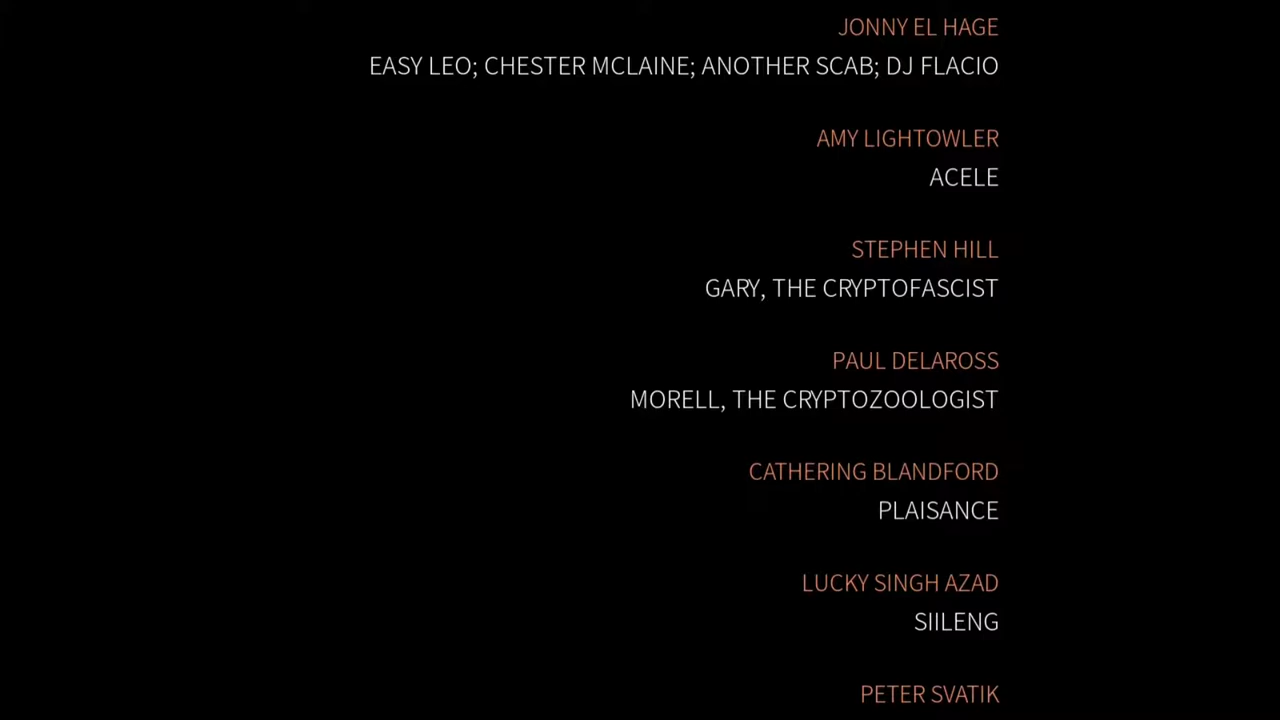 JONNY EL HAGE
EASY LEO; CHESTER MCLAINE; ANOTHER SCAB; DJ FLACIO
AMY LIGHTOWLER
ACELE
STEPHEN HILL
GARY, THE CRYPTOFASCIST
PAUL DELAROSS
MORELL, THE CRYPTOZOOLOGIST
CATHERING BLANDFORD
PLAISANCE
LUCKY SINGH AZAD
SIILENG
PETER SVATIK